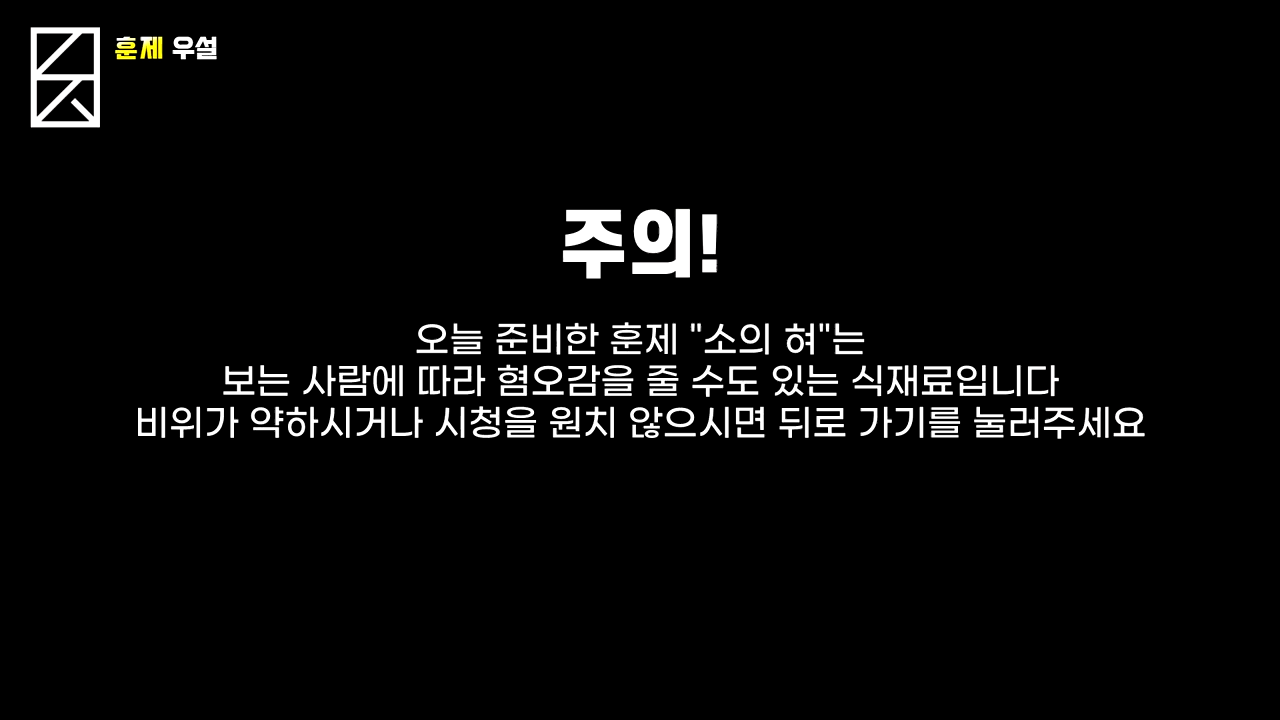 훈제 우설
주의!
오늘 준비한 훈제 "소의 혀"는
보는 사람에 따라 혐오감을 줄 수도 있는 식재료입니다
비위가 약하시거나 시청을 원치 않으시면 뒤로 가기를 눌러주세요